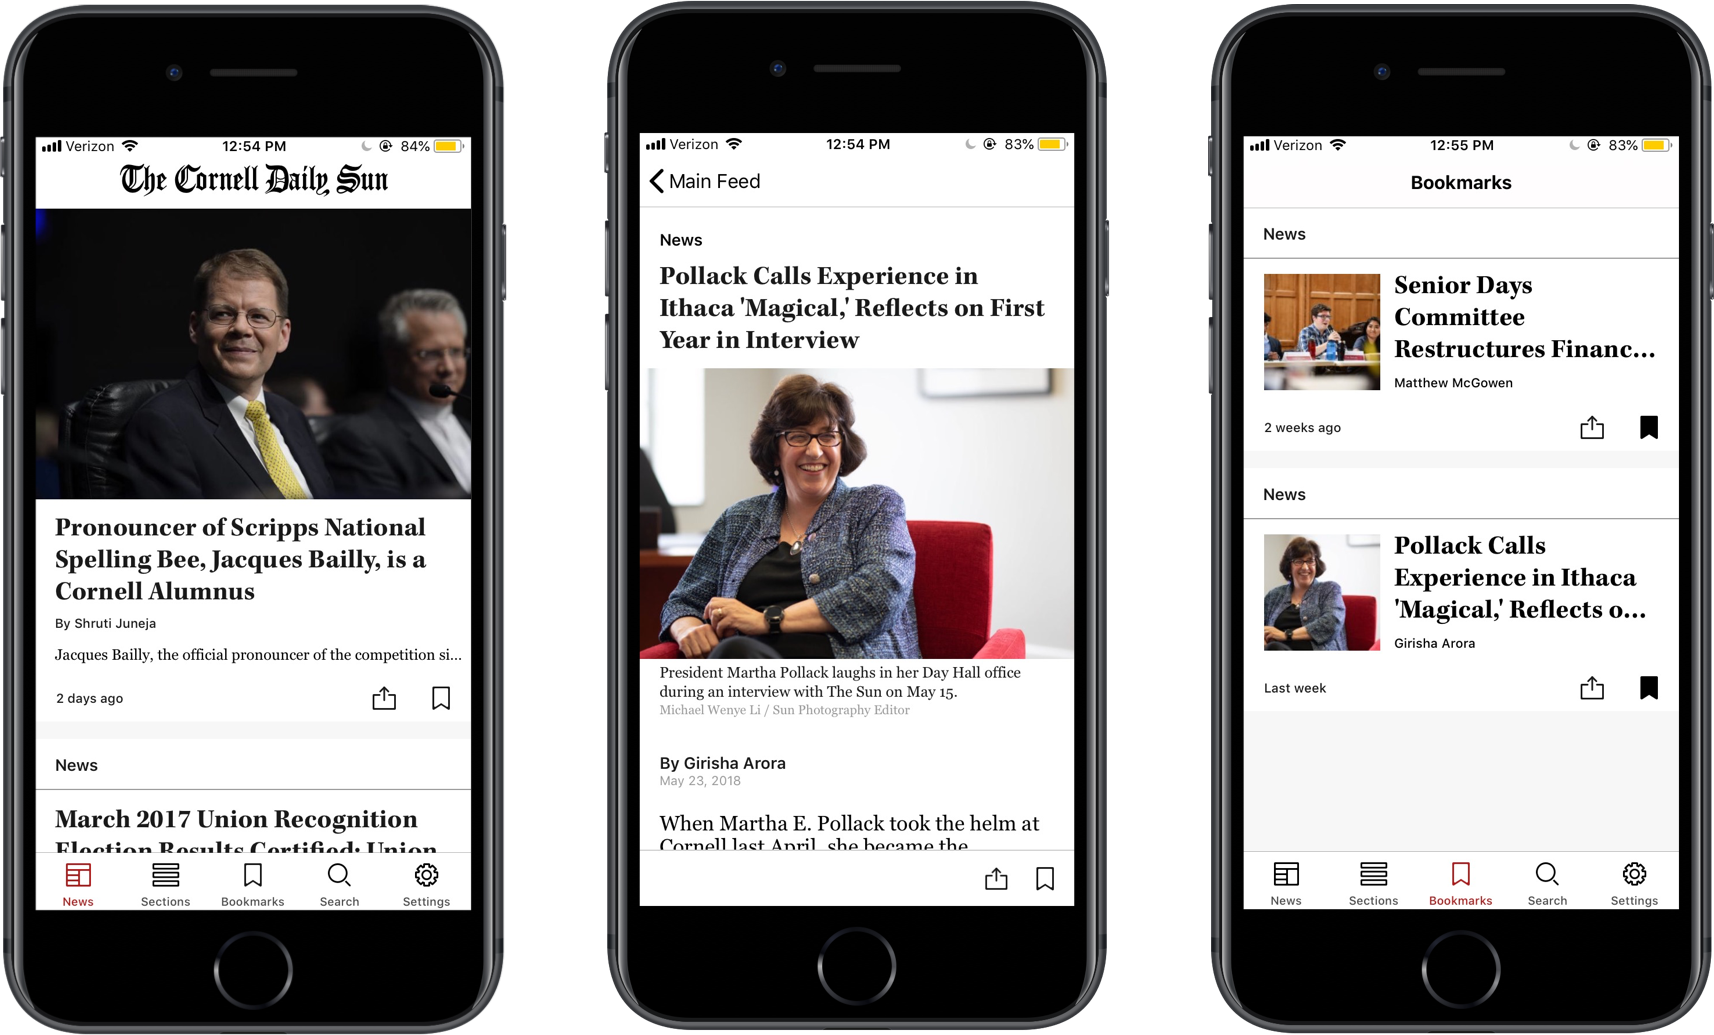 Verizon 12:54 PM 84%
The Cornell Daily Sun
Pronouncer of Scripps National
Spelling Bee, Jacques Bailly, is a
Cornell Alumnus
By Shruti Juneja
Jacques Bailly, the official pronouncer of the competition si...
2 days ago
News
March 2017 Union Recognition
Election Results Certified: Union
News Sections Bookmarks Search Settings
Verizon 12:54 PM 83%
Main Feed
News
Pollack Calls Experience in
Ithaca 'Magical,' Reflects on First
Year in Interview
President Martha Pollack laughs in her Day Hall office
during an interview with The Sun on May 15.
Michael Wenye Li / Sun Photography Editor
By Girisha Arora
May 23, 2018
When Martha E. Pollack took the helm at
Cornell last April, she became the
Verizon 12:55 PM 83%
Bookmarks
News
Senior Days
Committee
Restructures Financ...
Matthew McGowen
2 weeks ago
News
Pollack Calls
Experience in Ithaca
'Magical,' Reflects o...
Girisha Arora
Last week
News Sections Bookmarks Search Settings